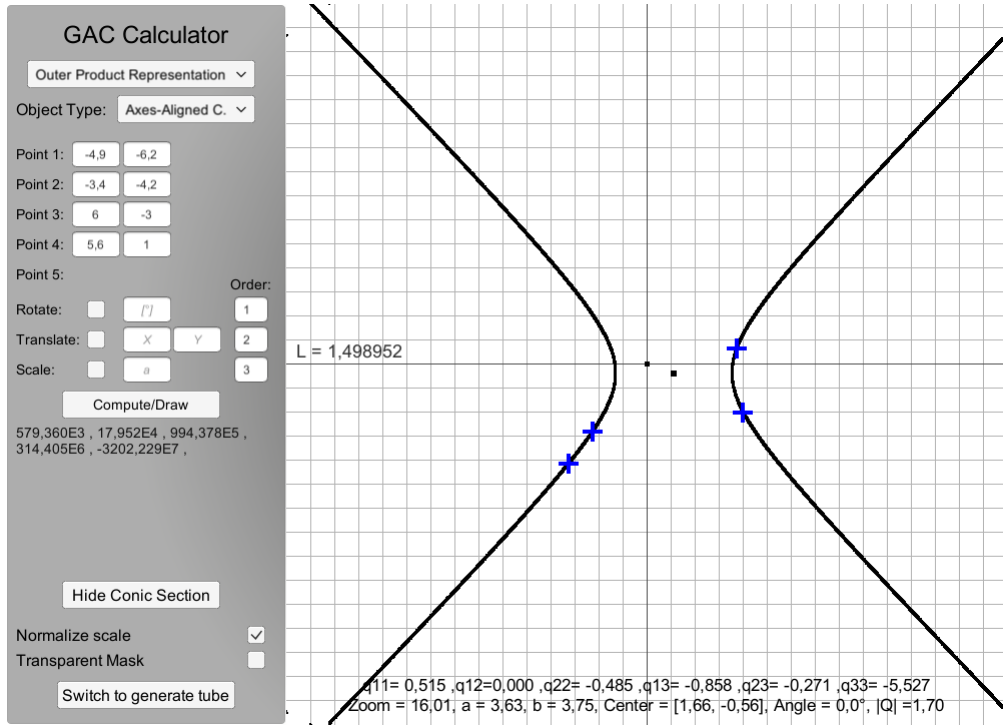 GAC Calculator
Outer Product Representation
Object Type: Axes-Aligned C.
Point 1: -4,9 -6,2
Point 2: -3,4 -4,2
Point 3: 6 -3
Point 4: 5,6 1
Point 5:
Order:
Rotate: [°] 1
Translate: X Y 2
Scale: a 3
Compute/Draw
579,360E3 , 17,952E4 , 994,378E5 ,
314,405E6 , -3202,229E7 ,
Hide Conic Section
Normalize scale
Transparent Mask
Switch to generate tube
L = 1,498952
q11= 0,515 ,q12=0,000 ,q22= -0,485 ,q13= -0,858 ,q23= -0,271 ,q33= -5,527
Zoom = 16,01, a = 3,63, b = 3,75, Center = [1,66, -0,56], Angle = 0,0°, |Q| =1,70